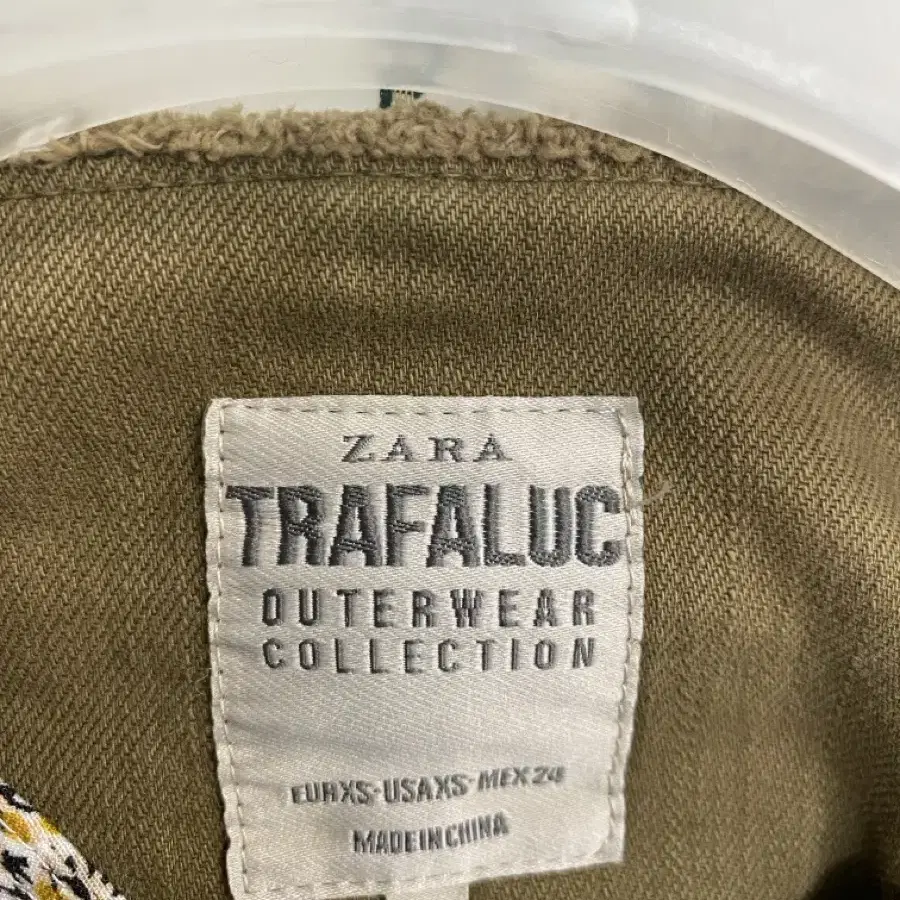 ZARA
TRAFALUC
OUTERWEAR
COLLECTION
EURXS-USAXS-MEX24
MADEINCHINA